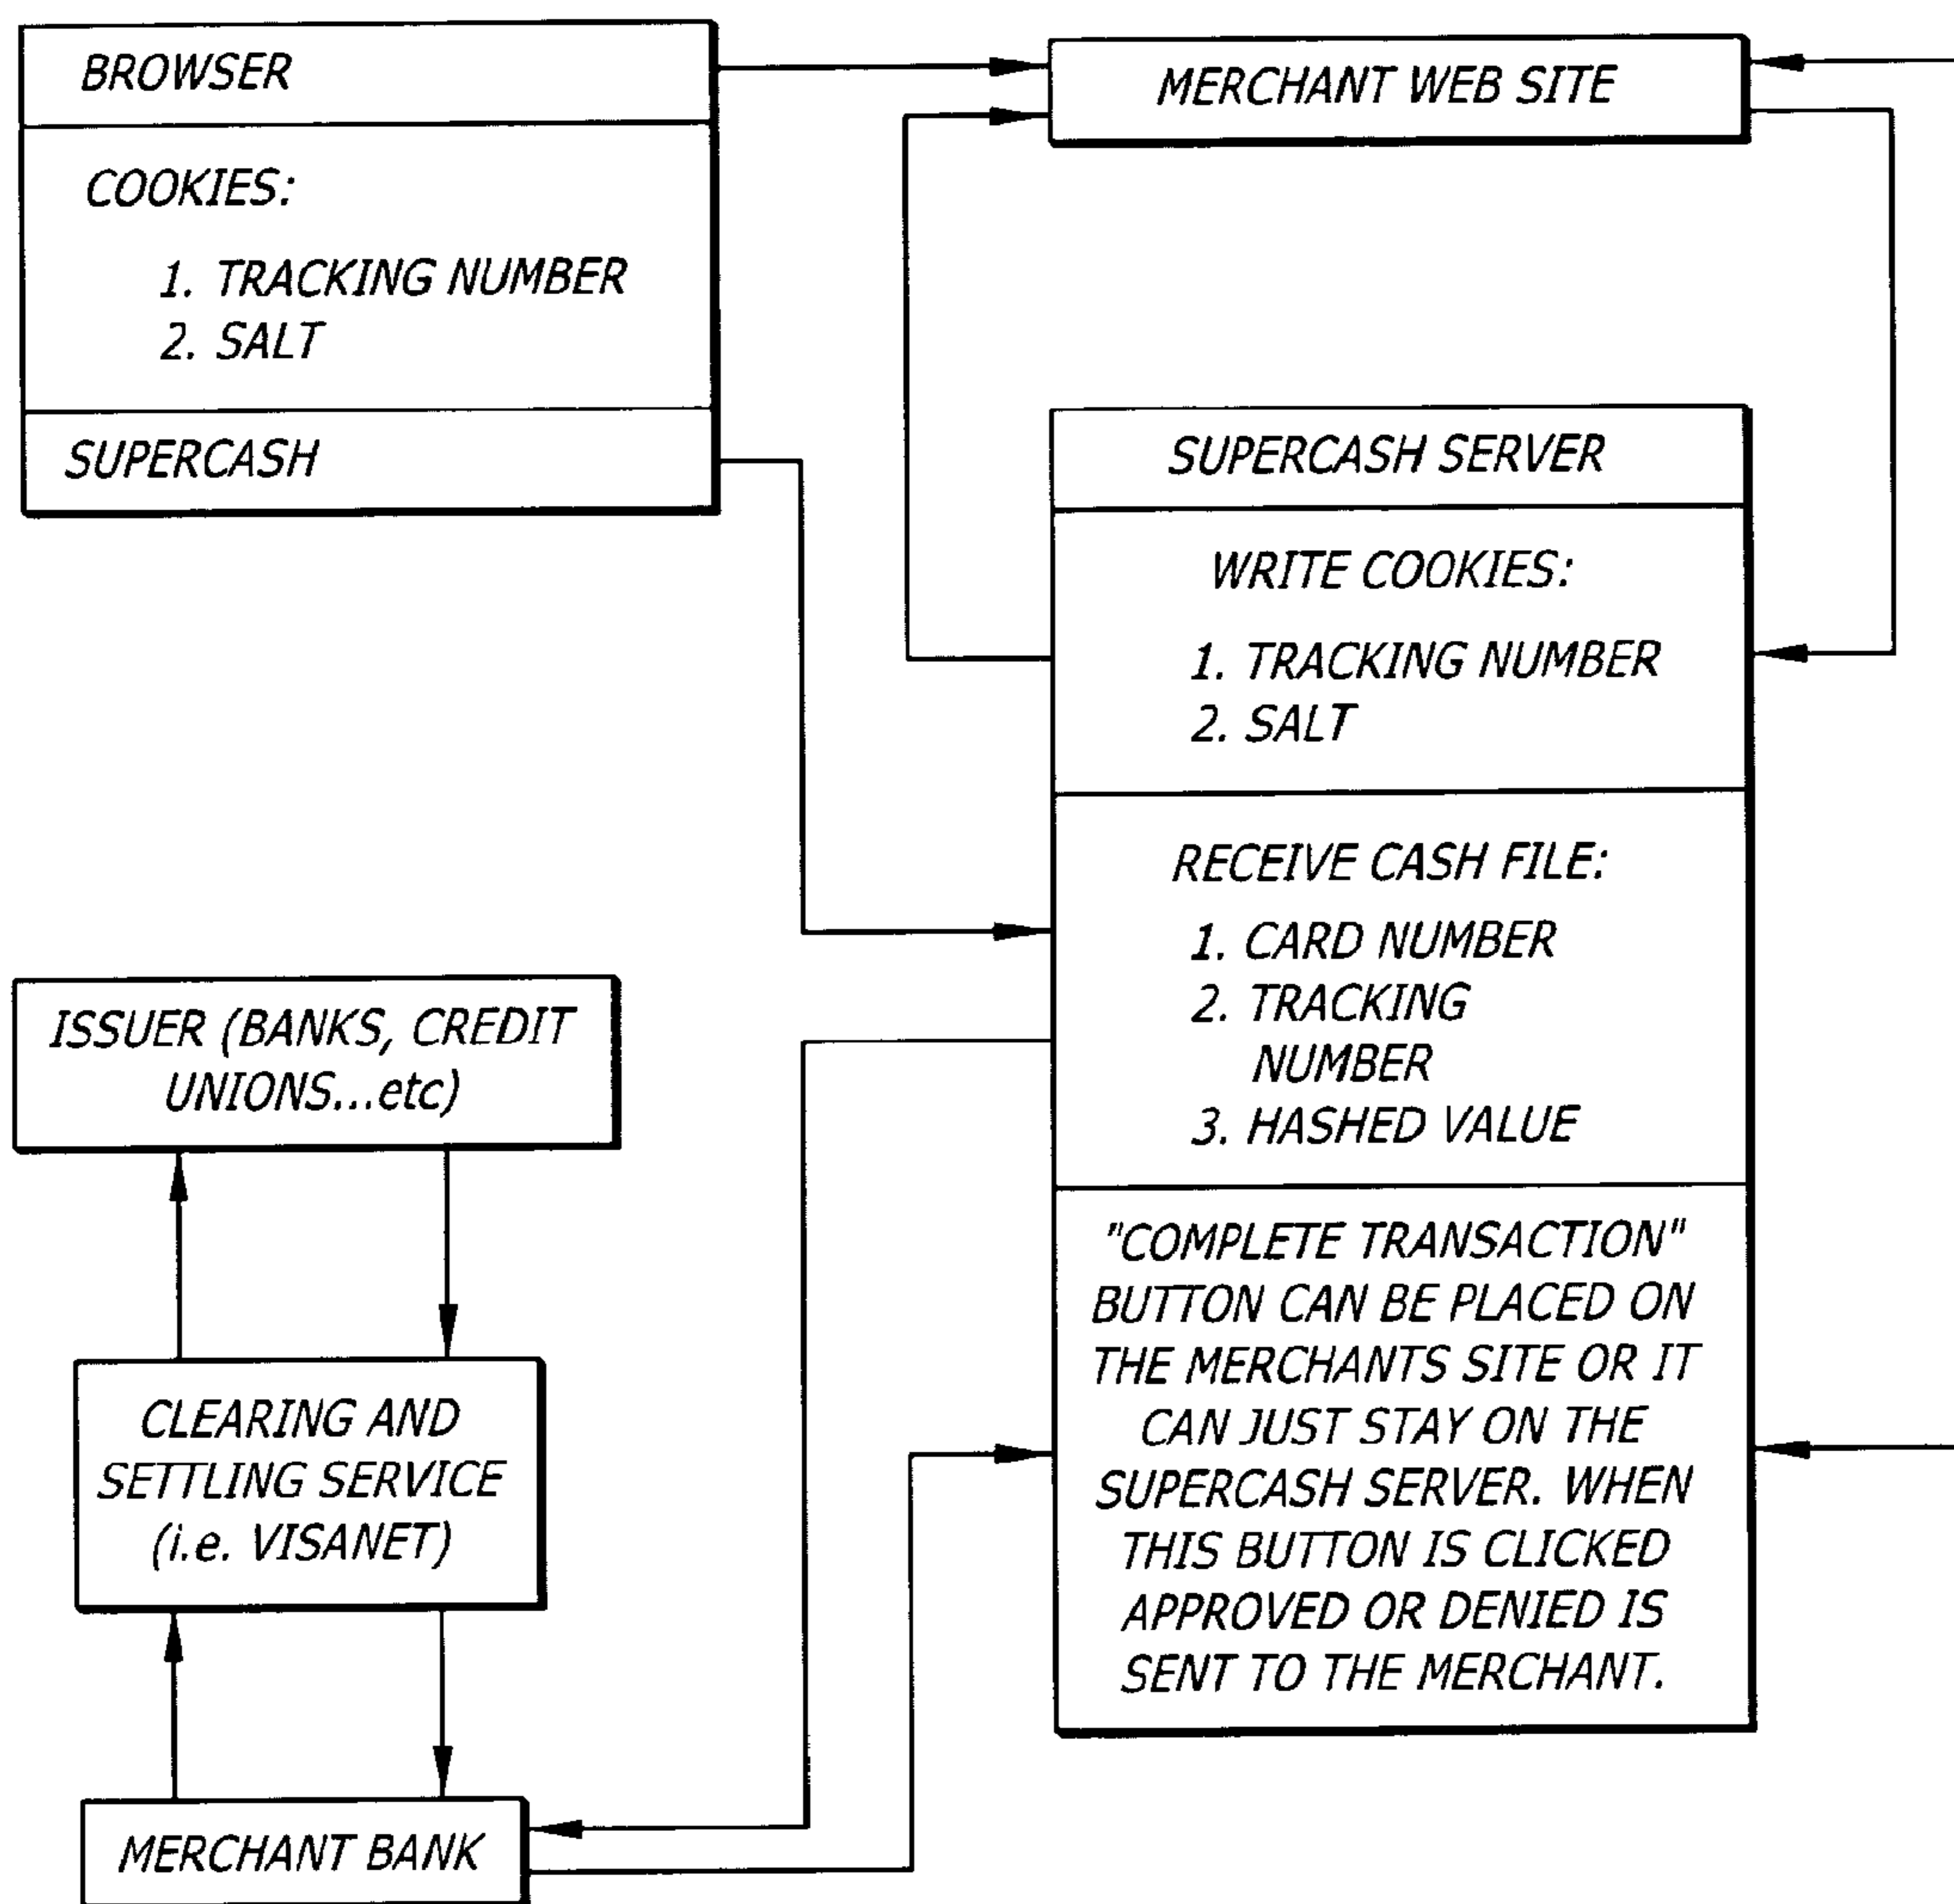 BROWSER
COOKIES:
1. TRACKING NUMBER
2. SALT
SUPERCASH
MERCHANT WEB SITE
SUPERCASH SERVER
WRITE COOKIES:
1. TRACKING NUMBER
2. SALT
RECEIVE CASH FILE:
1. CARD NUMBER
2. TRACKING
NUMBER
3. HASHED VALUE
"COMPLETE TRANSACTION"
BUTTON CAN BE PLACED ON
THE MERCHANTS SITE OR IT
CAN JUST STAY ON THE
SUPERCASH SERVER. WHEN
THIS BUTTON IS CLICKED
APPROVED OR DENIED IS
SENT TO THE MERCHANT.
ISSUER (BANKS, CREDIT
UNIONS...etc)
CLEARING AND
SETTLING SERVICE
(i.e. VISANET)
MERCHANT BANK